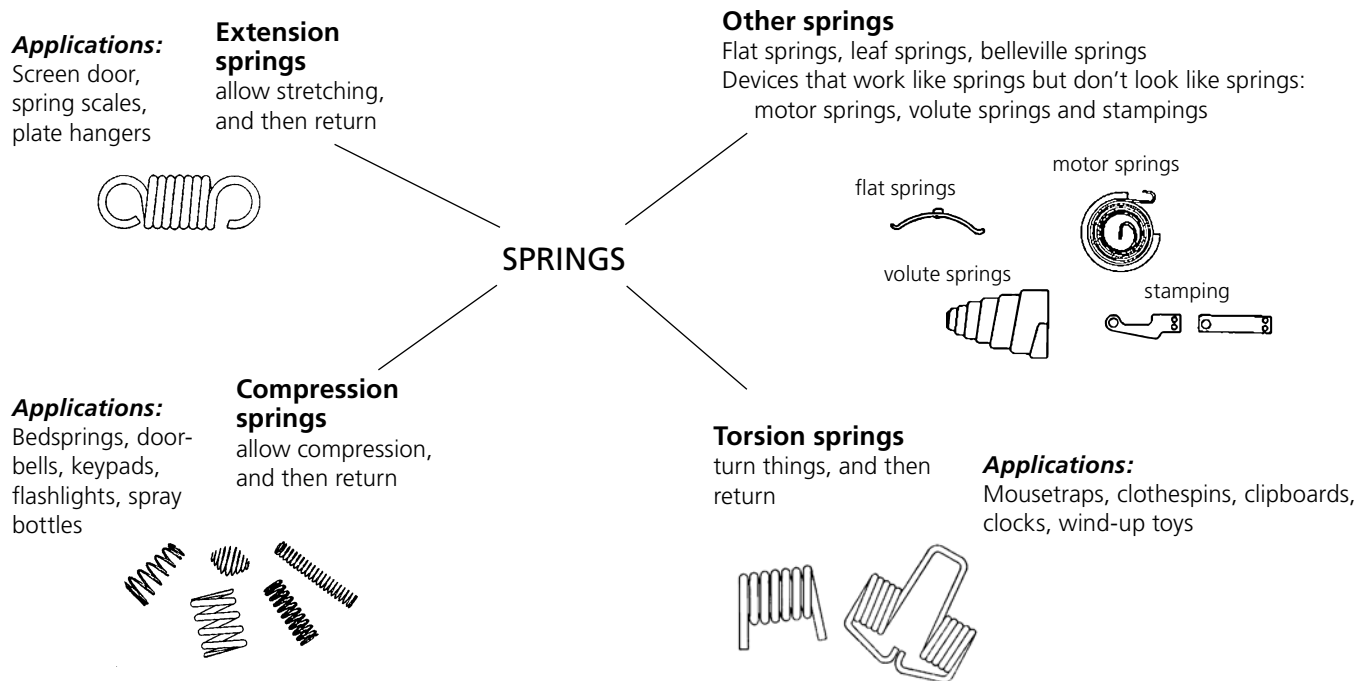 Applications:
Screen door,
spring scales,
plate hangers
Extension
springs
allow stretching,
and then return
Other springs
Flat springs, leaf springs, belleville springs
Devices that work like springs but don’t look like springs:
motor springs, volute springs and stampings
motor springs
flat springs
volute springs
stamping
SPRINGS
Applications:
Bedsprings, door-
bells, keypads,
flashlights, spray
bottles
Compression
springs
allow compression,
and then return
Torsion springs
turn things, and then
return
Applications:
Mousetraps, clothespins, clipboards,
clocks, wind-up toys